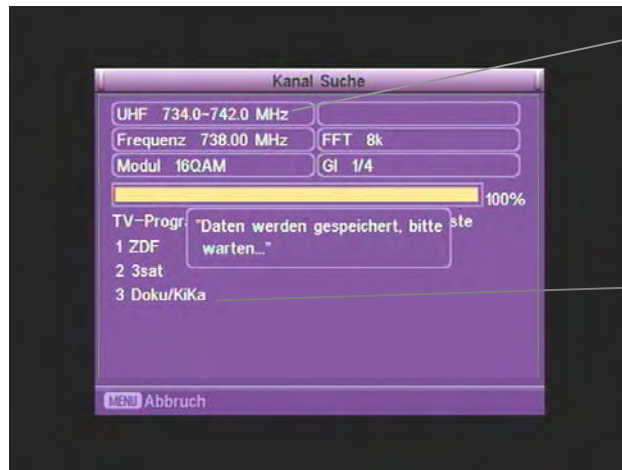 Kanal Suche
UHF 734.0~742.0 MHz
Frequenz 738.00 MHz FFT 8k
Modul 16QAM GI 1/4
100%
TV-Progr
"Daten werden gespeichert, bitte
warten..."
1 ZDF
2 3sat
3 Doku/KiKa
MENU Abbruch